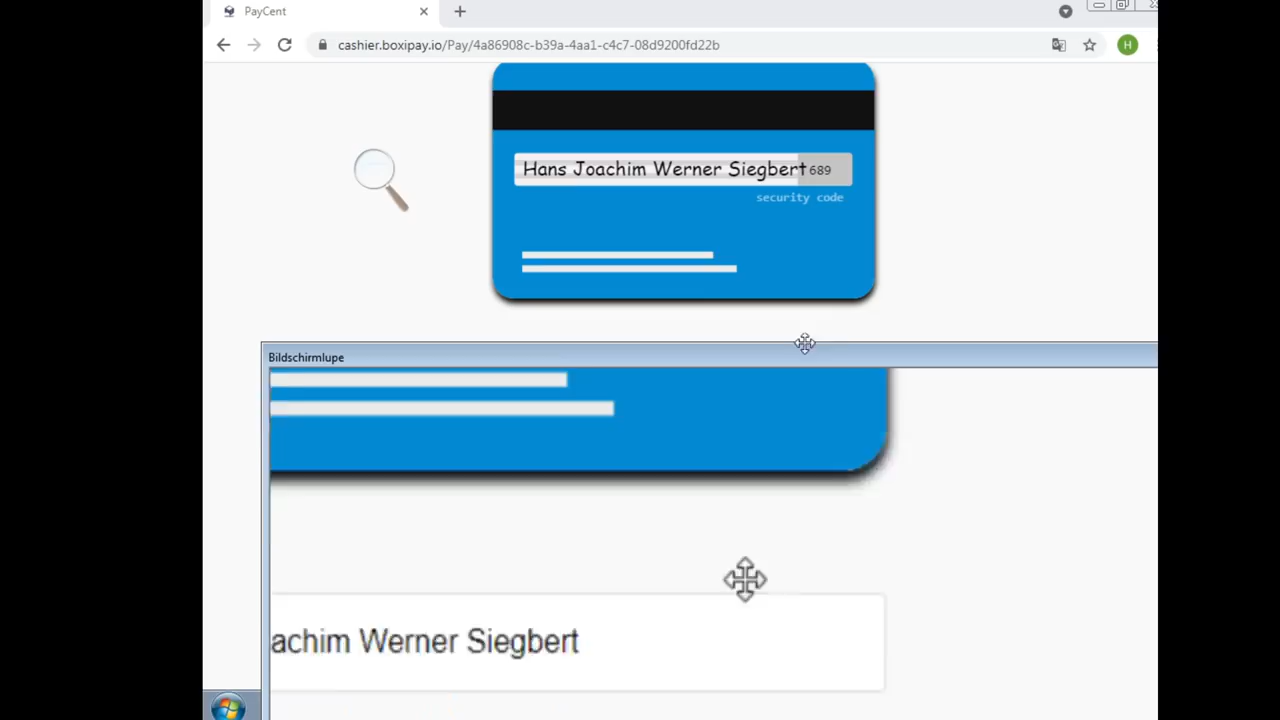 PayCent
cashier.boxipay.io/Pay/4a86908c-b39a-4aa1-c4c7-08d9200fd22b
H
Hans Joachim Werner Siegbert 689
security code
Bildschirmlupe
achim Werner Siegbert